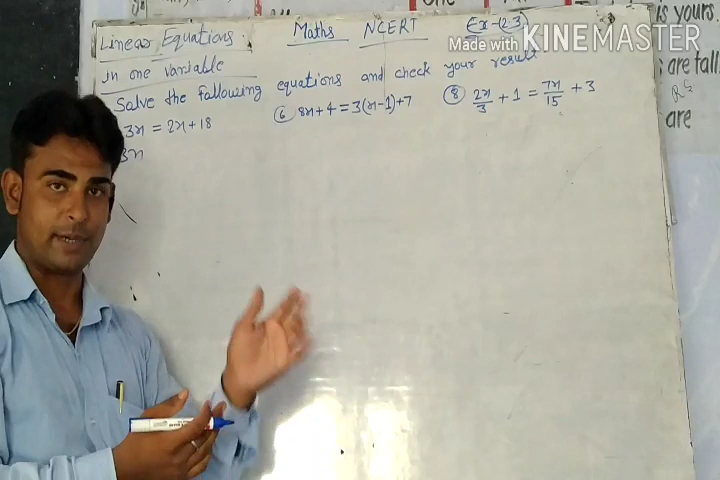 Linear Equations Maths NCERT Ex-(2.3)
in one variable
Solve the following equations and check your result
3x = 2x + 18
⑥ 8x + 4 = 3(x-1) + 7
⑧ 2x/3 + 1 = 7x/15 + 3
3x
Made with KINEMASTER
is yours.
are fall
are